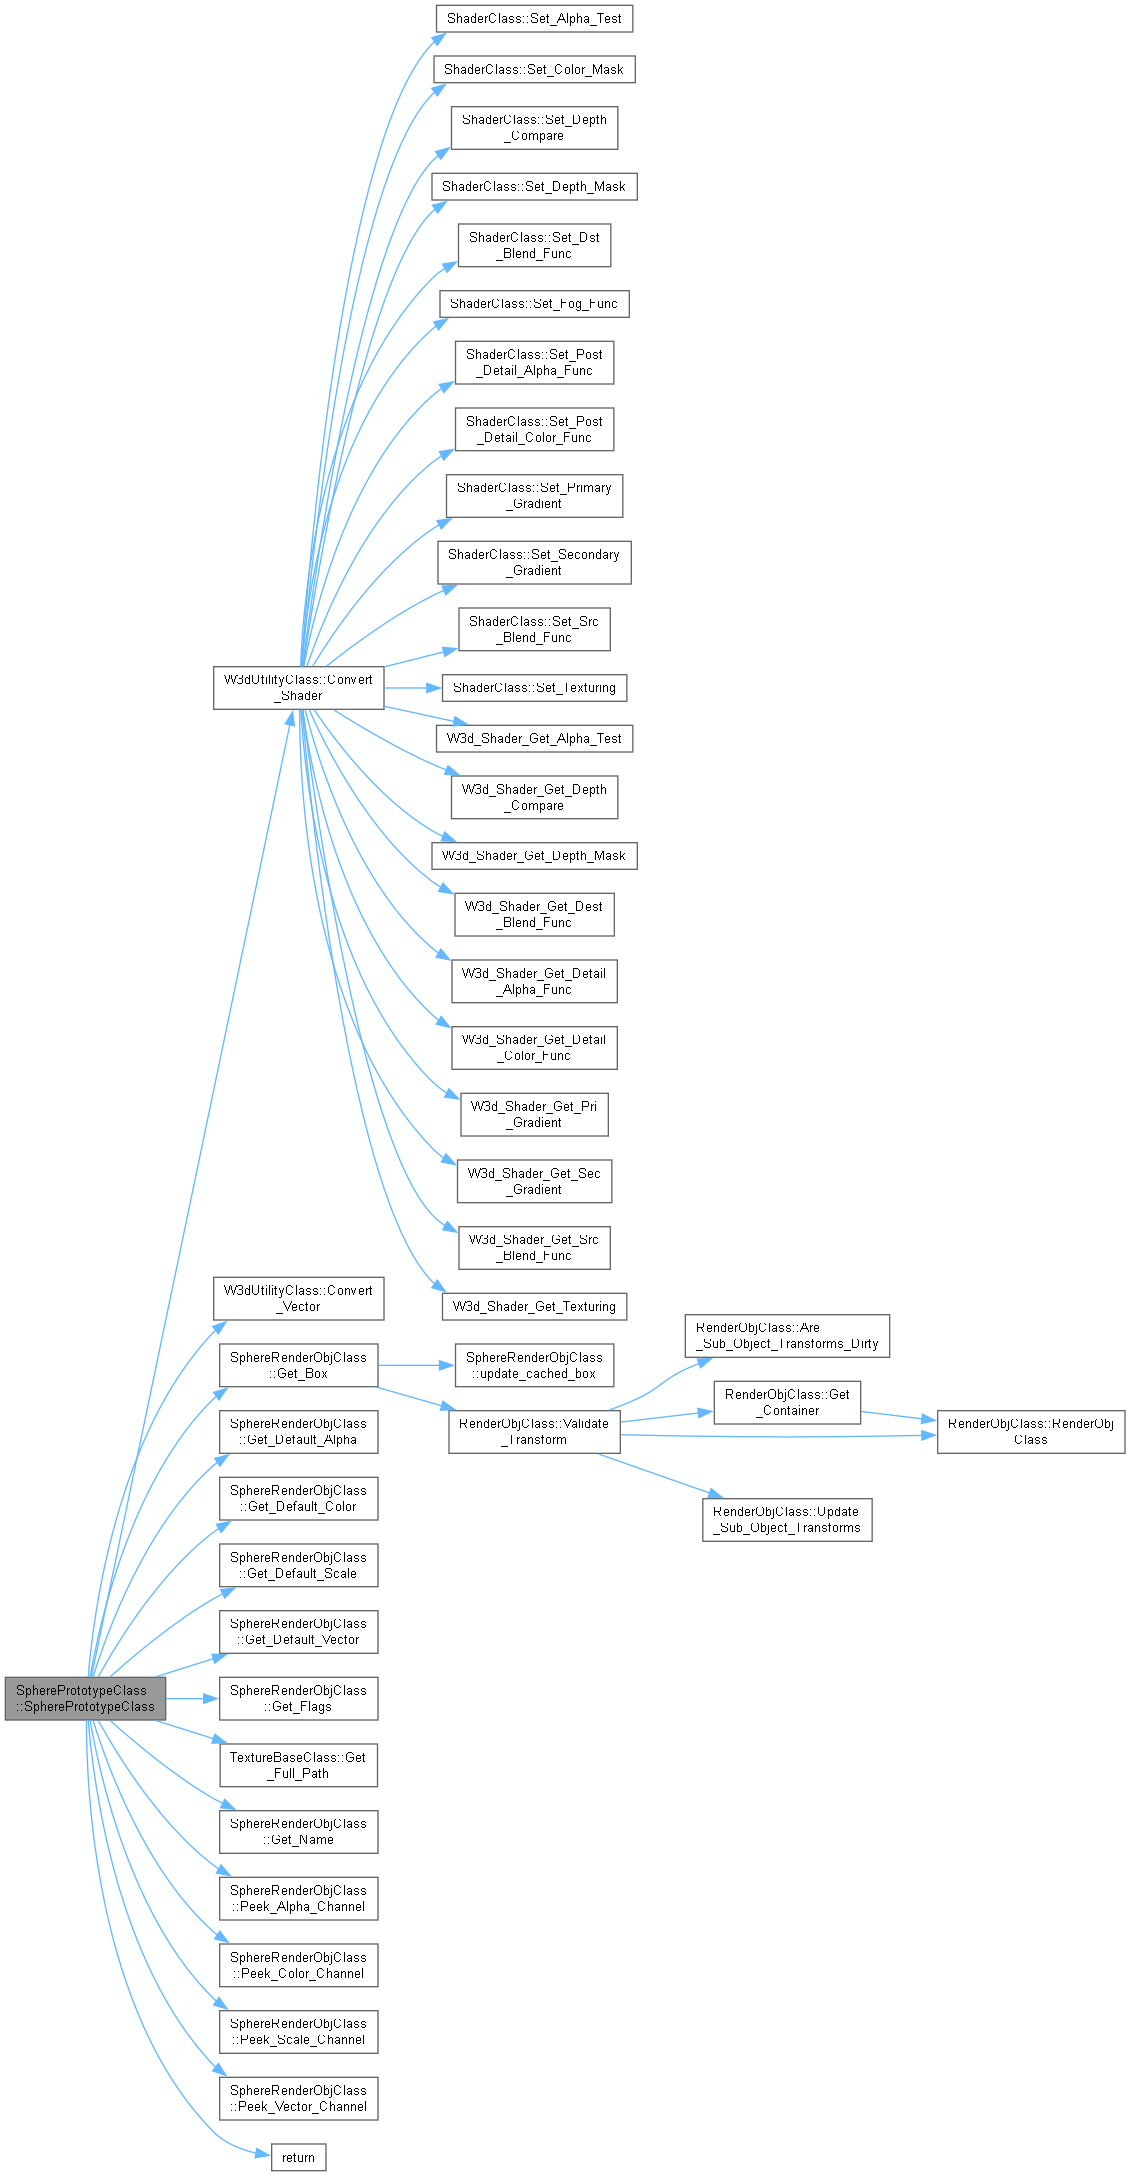 ShaderClass::Set_Alpha_Test
ShaderClass::Set_Color_Mask
ShaderClass::Set_Depth
_Compare
ShaderClass::Set_Depth_Mask
ShaderClass::Set_Dst
_Blend_Func
ShaderClass::Set_Fog_Func
ShaderClass::Set_Post
_Detail_Alpha_Func
ShaderClass::Set_Post
_Detail_Color_Func
ShaderClass::Set_Primary
_Gradient
ShaderClass::Set_Secondary
_Gradient
ShaderClass::Set_Src
_Blend_Func
W3dUtilityClass::Convert
_Shader
ShaderClass::Set_Texturing
W3d_Shader_Get_Alpha_Test
W3d_Shader_Get_Depth
_Compare
W3d_Shader_Get_Depth_Mask
W3d_Shader_Get_Dest
_Blend_Func
W3d_Shader_Get_Detail
_Alpha_Func
W3d_Shader_Get_Detail
_Color_Func
W3d_Shader_Get_Pri
_Gradient
W3d_Shader_Get_Sec
_Gradient
W3d_Shader_Get_Src
_Blend_Func
W3d_Shader_Get_Texturing
W3dUtilityClass::Convert
_Vector
SphereRenderObjClass
::Get_Box
SphereRenderObjClass
::update_cached_box
RenderObjClass::Validate
_Transform
RenderObjClass::Are
_Sub_Object_Transforms_Dirty
RenderObjClass::Get
_Container
RenderObjClass::RenderObj
Class
RenderObjClass::Update
_Sub_Object_Transforms
SphereRenderObjClass
::Get_Default_Alpha
SphereRenderObjClass
::Get_Default_Color
SphereRenderObjClass
::Get_Default_Scale
SphereRenderObjClass
::Get_Default_Vector
SpherePrototypeClass
::SpherePrototypeClass
SphereRenderObjClass
::Get_Flags
TextureBaseClass::Get
_Full_Path
SphereRenderObjClass
::Get_Name
SphereRenderObjClass
::Peek_Alpha_Channel
SphereRenderObjClass
::Peek_Color_Channel
SphereRenderObjClass
::Peek_Scale_Channel
SphereRenderObjClass
::Peek_Vector_Channel
return